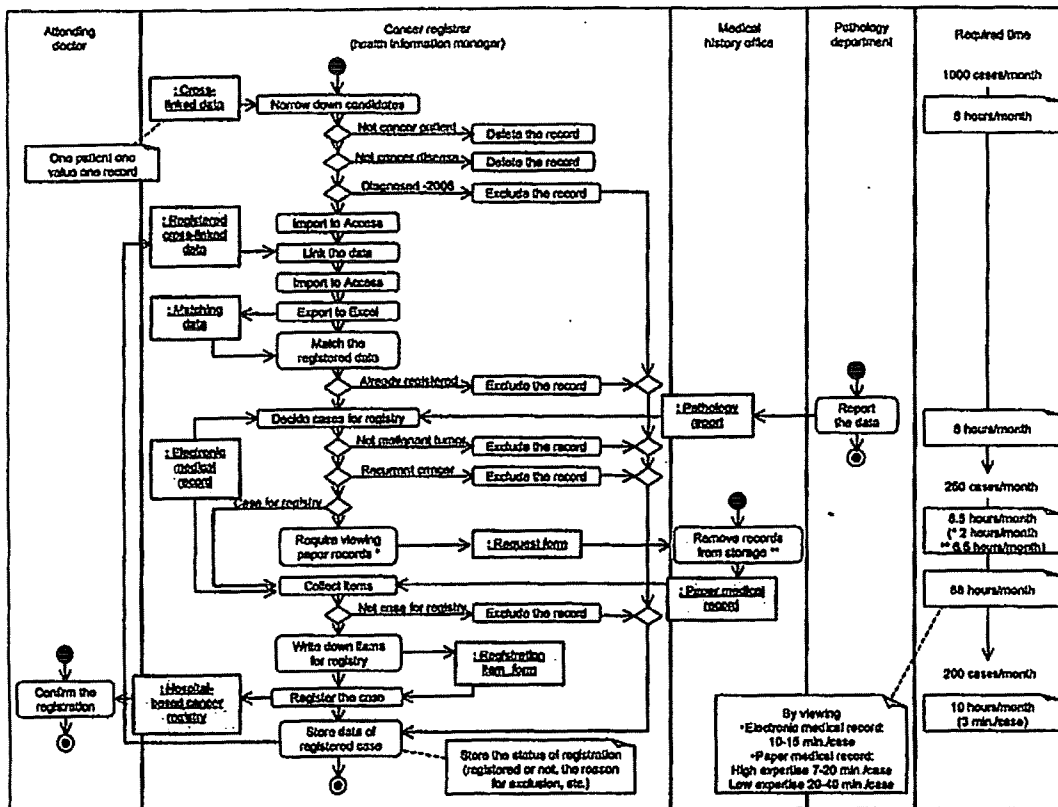 Attending
doctor
Cancer registrar
(health information manager)
Medical
history office
Pathology
department
Required time
1000 cases/month
: Cross-
linked data
Narrow down candidates
8 hours/month
Not cancer patient
Delete the record
One patient one
value one record
Not cancer disease
Delete the record
Diagnosed -2006
Exclude the record
Import to Access
: Registered
cross-linked
data
Link the data
Import to Access
: Matching
data
Export to Excel
Match the
registered data
Already registered
Exclude the record
Decide cases for registry
: Pathology
report
Report
the data
8 hours/month
Not malignant tumor
Exclude the record
: Electronic
medical
record
Recurrent cancer
Exclude the record
250 cases/month
Case for registry
Require viewing
paper records *
: Request form
Remove records
from storage **
8.5 hours/month
(* 2 hours/month
** 6.5 hours/month)
Collect items
: Paper medical
record
88 hours/month
Not case for registry
Exclude the record
Write down items
for registry
: Registration
item form
200 cases/month
Confirm the
registration
: Hospital-
based cancer
registry
Register the case
10 hours/month
(3 min./case)
Store data of
registered case
Store the status of registration
(registered or not, the reason
for exclusion, etc.)
By viewing
•Electronic medical record:
10-15 min./case
•Paper medical record:
High expertise 7-20 min./case
Low expertise 20-40 min./case